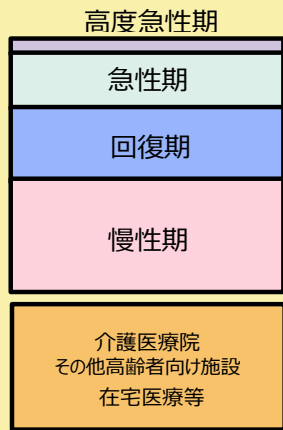 高度急性期
急性期
回復期
慢性期
介護医療院
その他高齢者向け施設
在宅医療等